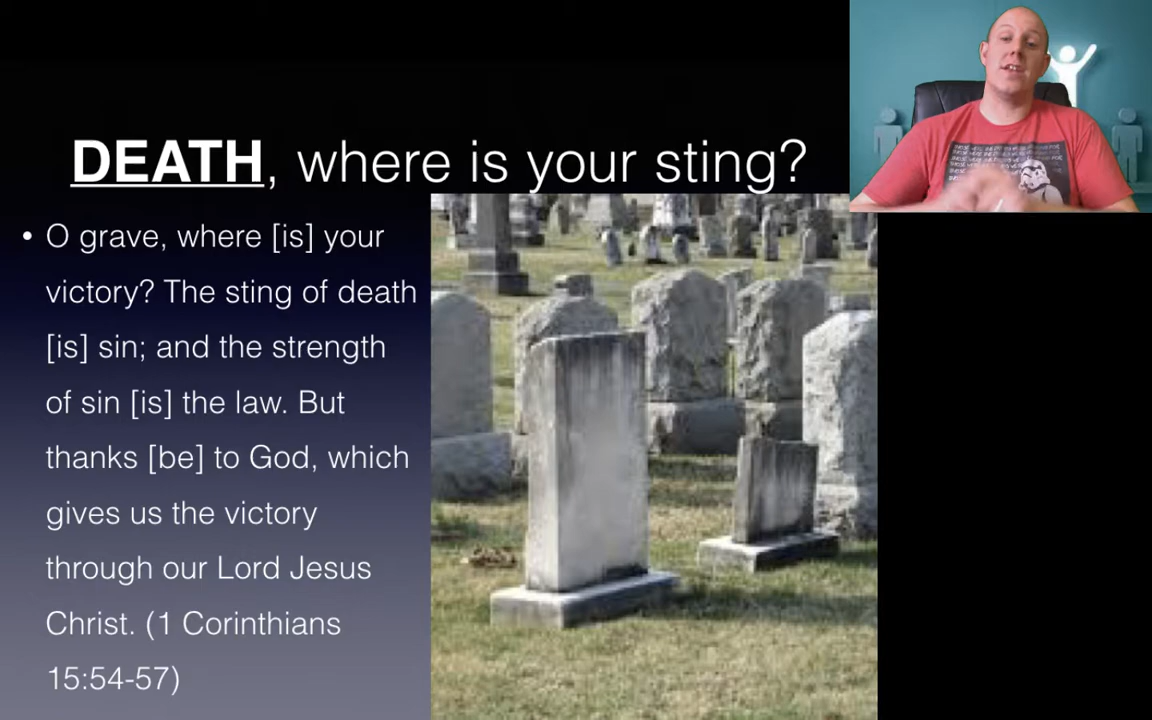 DEATH, where is your sting?
• O grave, where [is] your
victory? The sting of death
[is] sin; and the strength
of sin [is] the law. But
thanks [be] to God, which
gives us the victory
through our Lord Jesus
Christ. (1 Corinthians
15:54-57)